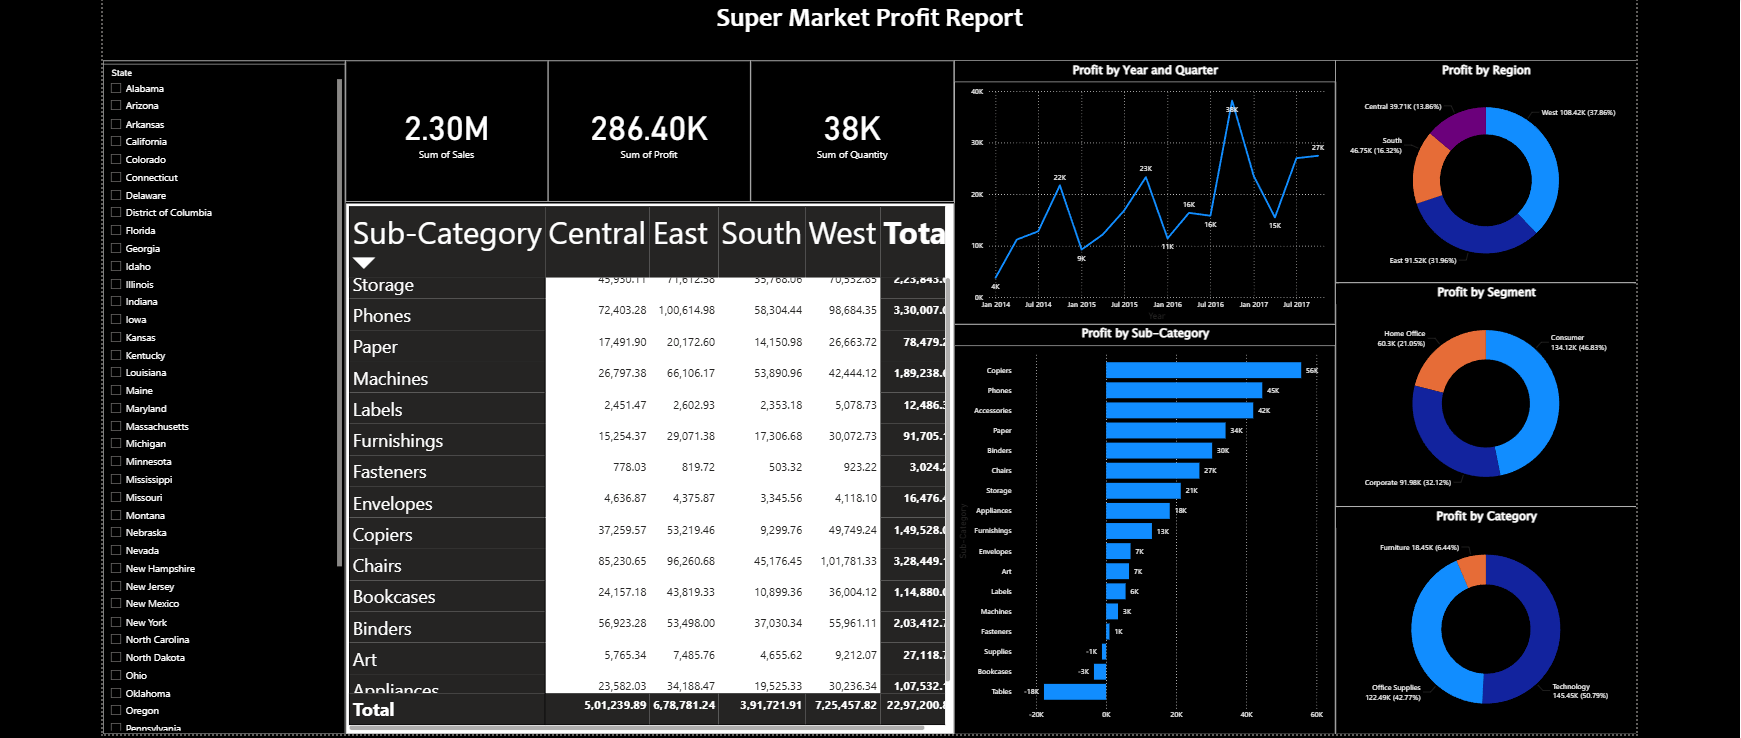 Super Market Profit Report
State
Alabama
Arizona
Arkansas
California
Colorado
Connecticut
Delaware
District of Columbia
Florida
Georgia
Idaho
Illinois
Indiana
Iowa
Kansas
Kentucky
Louisiana
Maine
Maryland
Massachusetts
Michigan
Minnesota
Mississippi
Missouri
Montana
Nebraska
Nevada
New Hampshire
New Jersey
New Mexico
New York
North Carolina
North Dakota
Ohio
Oklahoma
Oregon
Pennsylvania
2.30M
Sum of Sales
286.40K
Sum of Profit
38K
Sum of Quantity
Sub-Category Central East South West Tota
Storage 45,930.11 71,612.58 35,768.06 70,532.85 2,23,843.
Phones 72,403.28 1,00,614.98 58,304.44 98,684.35 3,30,007.
Paper 17,491.90 20,172.60 14,150.98 26,663.72 78,479.
Machines 26,797.38 66,106.17 53,890.96 42,444.12 1,89,238.
Labels 2,451.47 2,602.93 2,353.18 5,078.73 12,486.
Furnishings 15,254.37 29,071.38 17,306.68 30,072.73 91,705.
Fasteners 778.03 819.72 503.32 923.22 3,024.
Envelopes 4,636.87 4,375.87 3,345.56 4,118.10 16,476.
Copiers 37,259.57 53,219.46 9,299.76 49,749.24 1,49,528.
Chairs 85,230.65 96,260.68 45,176.45 1,01,781.33 3,28,449.
Bookcases 24,157.18 43,819.33 10,899.36 36,004.12 1,14,880.
Binders 56,923.28 53,498.00 37,030.34 55,961.11 2,03,412.
Art 5,765.34 7,485.76 4,655.62 9,212.07 27,118.
Appliances 23,582.03 34,188.47 19,525.33 30,236.34 1,07,532.
Total 5,01,239.89 6,78,781.24 3,91,721.91 7,25,457.82 22,97,200.
Profit by Year and Quarter
40K
30K
20K
10K
0K
4K
22K
9K
23K
11K
16K
16K
38K
15K
27K
Jan 2014 Jul 2014 Jan 2015 Jul 2015 Jan 2016 Jul 2016 Jan 2017 Jul 2017
Year
Profit by Sub-Category
Sub-Category
Copiers 56K
Phones 45K
Accessories 42K
Paper 34K
Binders 30K
Chairs 27K
Storage 21K
Appliances 18K
Furnishings 13K
Envelopes 7K
Art 7K
Labels 6K
Machines 3K
Fasteners 1K
Supplies -1K
Bookcases -3K
Tables -18K
-20K 0K 20K 40K 60K
Profit by Region
Central 39.71K (13.86%)
West 108.42K (37.86%)
South
46.75K (16.32%)
East 91.52K (31.96%)
Profit by Segment
Home Office
60.3K (21.05%)
Consumer
134.12K (46.83%)
Corporate 91.98K (32.12%)
Profit by Category
Furniture 18.45K (6.44%)
Office Supplies
122.49K (42.77%)
Technology
145.45K (50.79%)